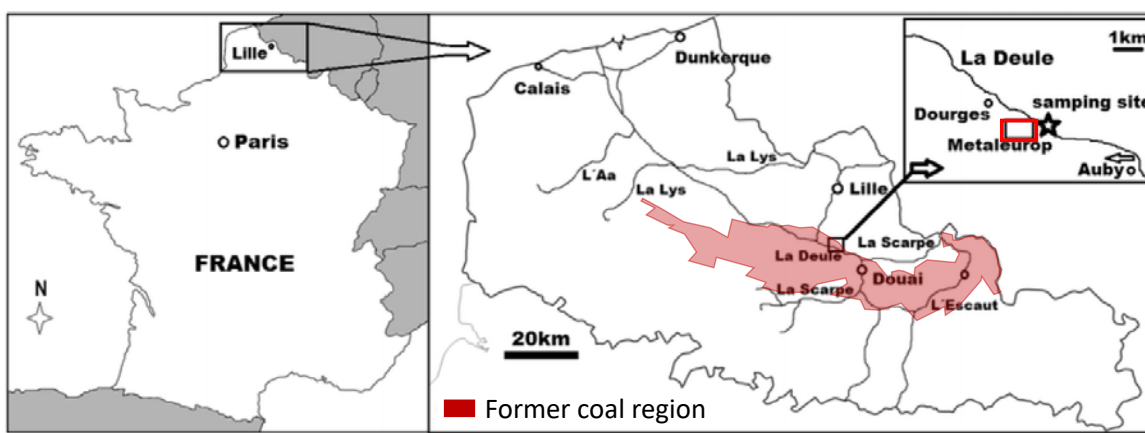 Lille
Paris
FRANCE
N
Dunkerque
Calais
La Lys
L´Aa
La Lys
Lille
La Scarpe
La Deule
Douai
La Scarpe
L´Escaut
20km
Former coal region
1km
La Deule
Dourges
samping site
Metaleurop
Auby